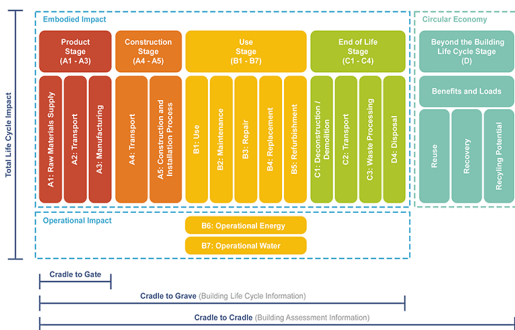 Embodied Impact
Circular Economy
Product
Stage
(A1 - A3)
Construction
Stage
(A4 - A5)
Use
Stage
(B1 - B7)
End of Life
Stage
(C1 - C4)
Beyond the Building
Life Cycle Stage
(D)
Benefits and Loads
Total Life Cycle Impact
A1: Raw Materials Supply
A2: Transport
A3: Manufacturing
A4: Transport
A5: Construction and
Installation Process
B1: Use
B2: Maintenance
B3: Repair
B4: Replacement
B5: Refurbishment
C1: Deconstruction /
Demolition
C2: Transport
C3: Waste Processing
D4: Disposal
Reuse
Recovery
Recyling Potential
Operational Impact
B6: Operational Energy
B7: Operational Water
Cradle to Gate
Cradle to Grave (Building Life Cycle Information)
Cradle to Cradle (Building Assessment Information)